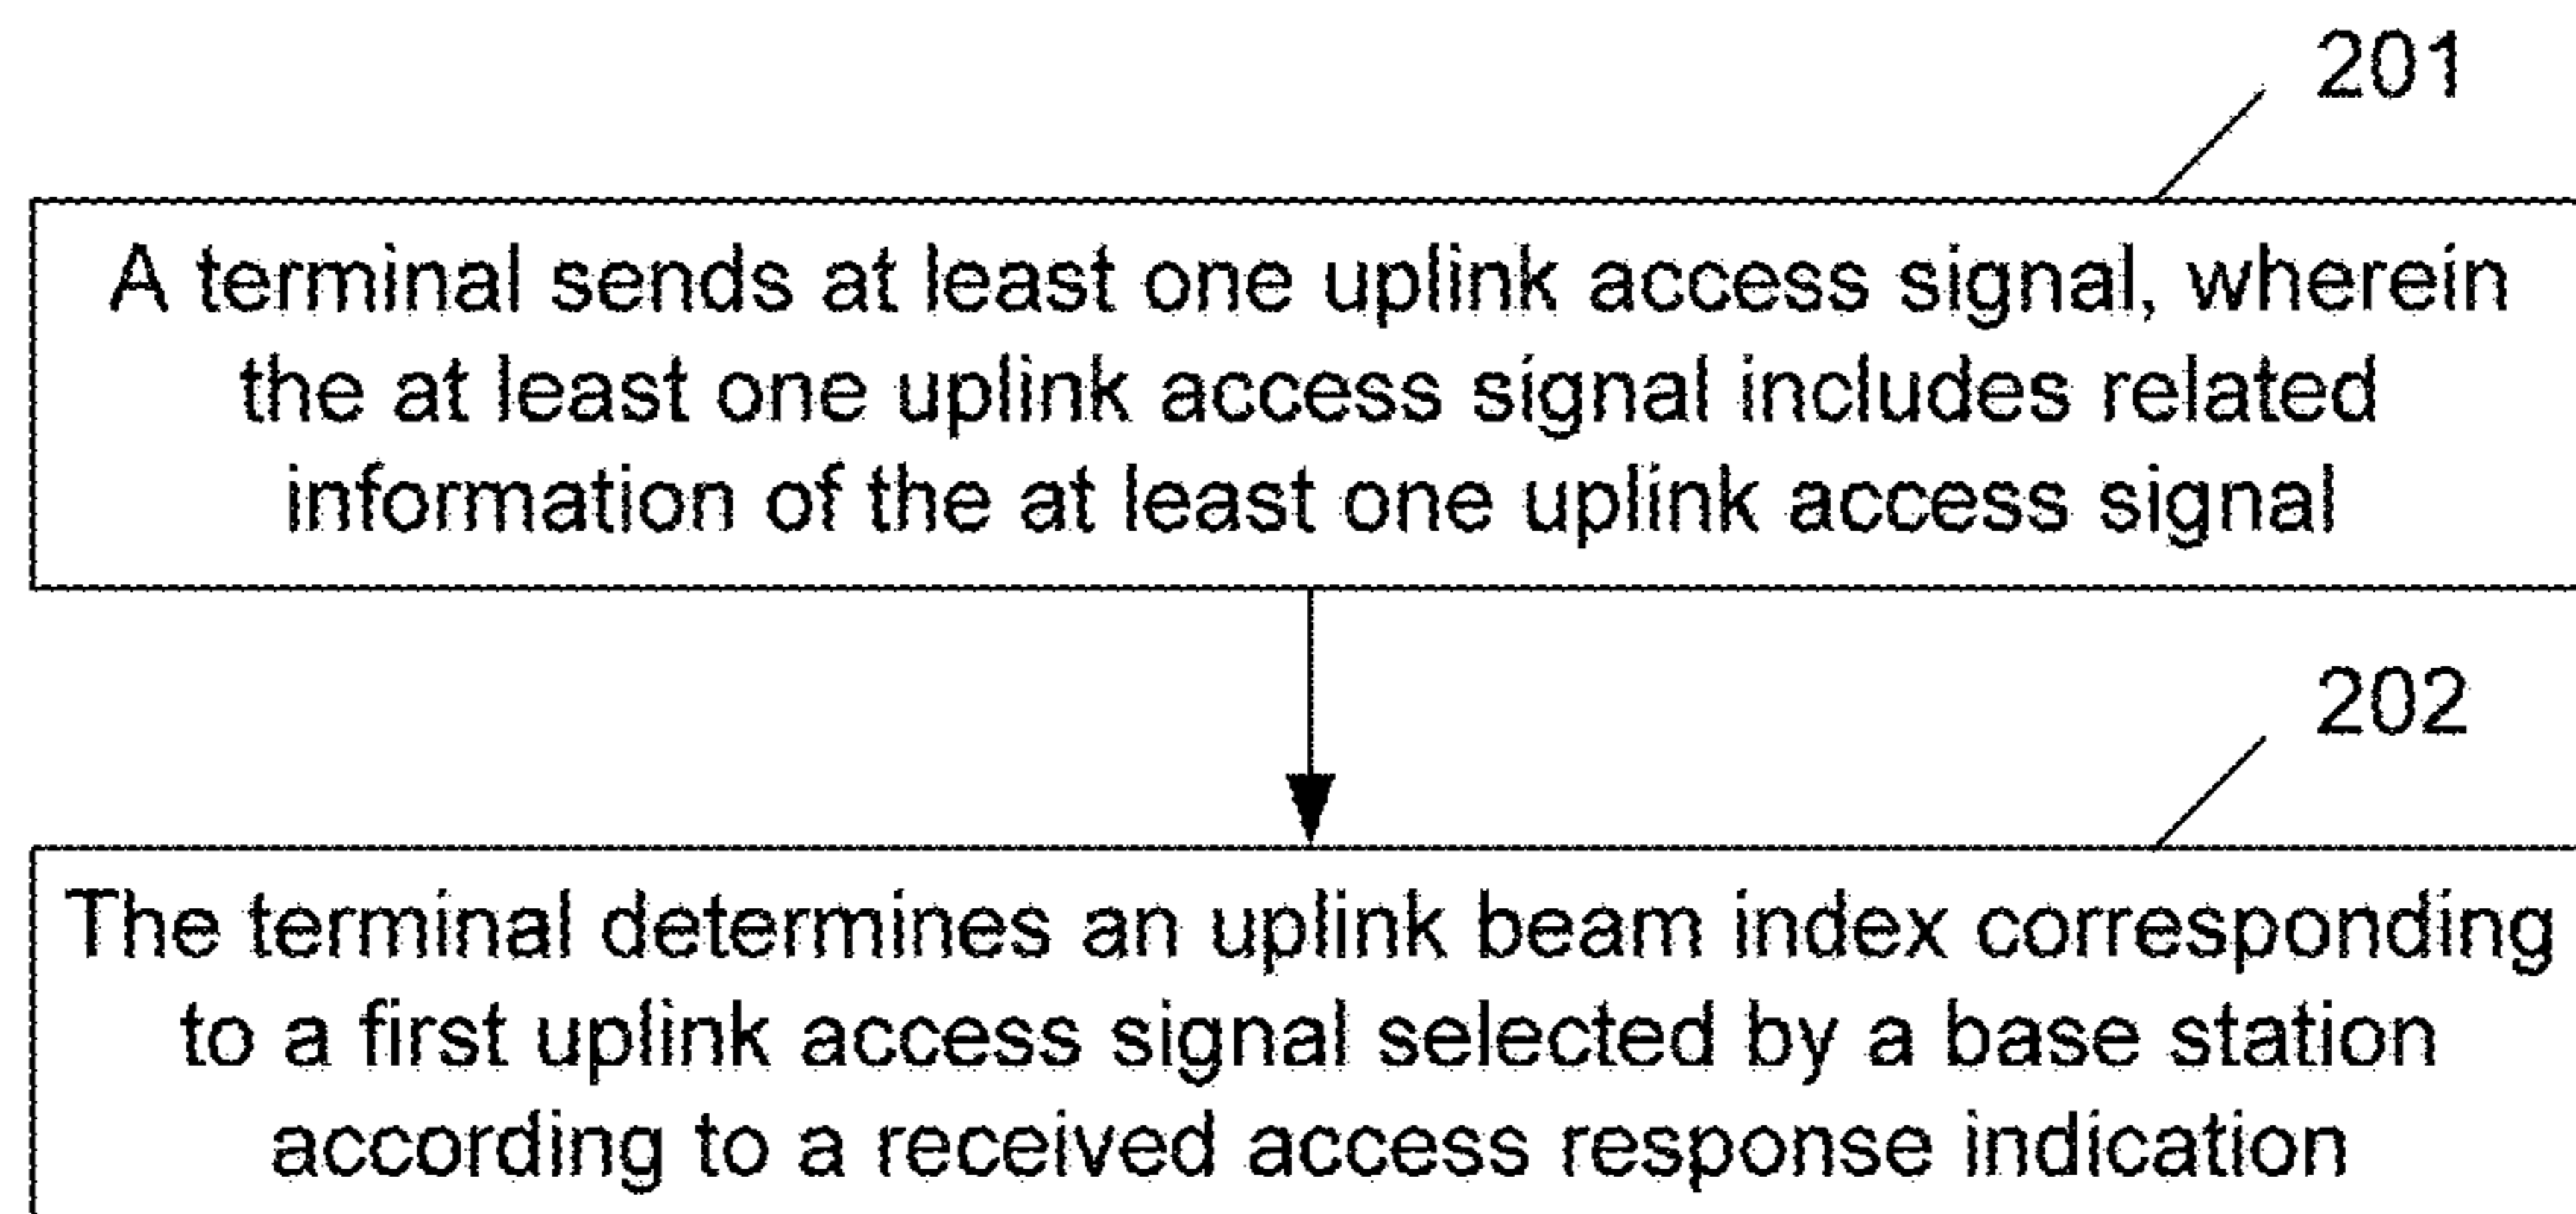 201
A terminal sends at least one uplink access signal, wherein
the at least one uplink access signal includes related
information of the at least one uplink access signal
202
The terminal determines an uplink beam index corresponding
to a first uplink access signal selected by a base station
according to a received access response indication